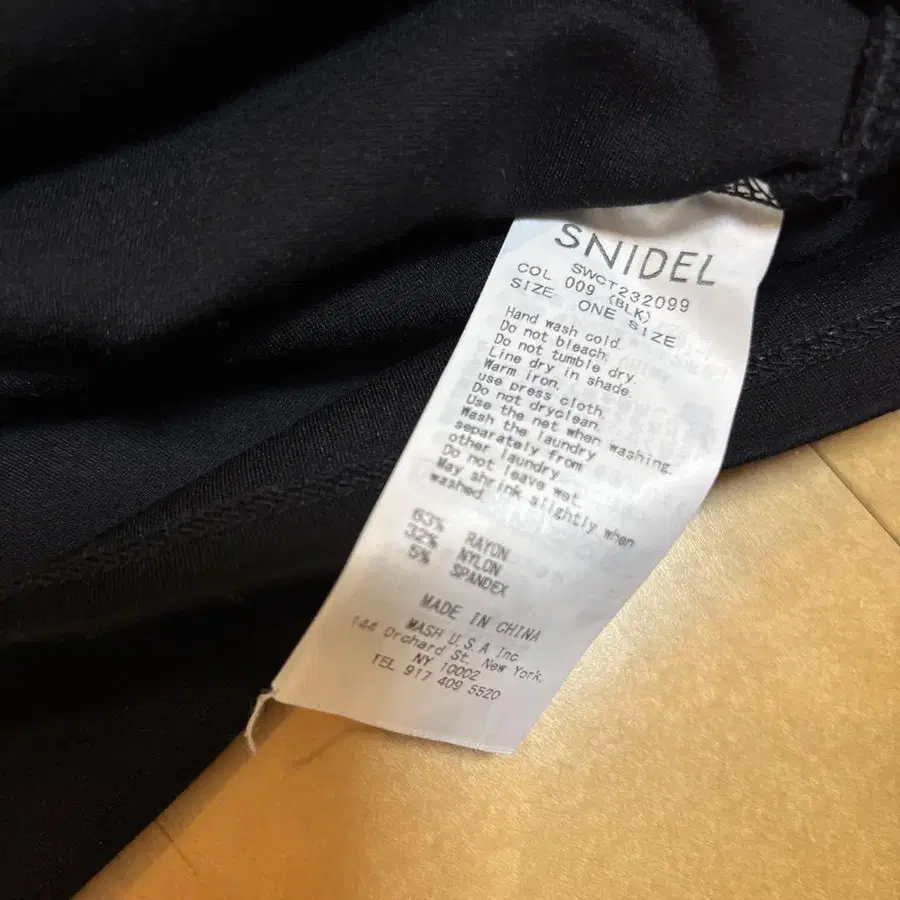 SNIDEL
SWCT232099
COL 009 (BLK)
SIZE ONE SIZE
Hand wash cold.
Do not bleach.
Do not tumble dry.
Line dry in shade.
Warm iron.
use press cloth.
Do not dryclean.
Use the net when washing.
Wash the laundry
separately from
other laundry.
Do not leave wet.
May shrink slightly when
washed.
63% RAYON
32% NYLON
5% SPANDEX
MADE IN CHINA
MASH U.S.A Inc
144 Orchard St. New York.
NY 10002
TEL 917 409 5520